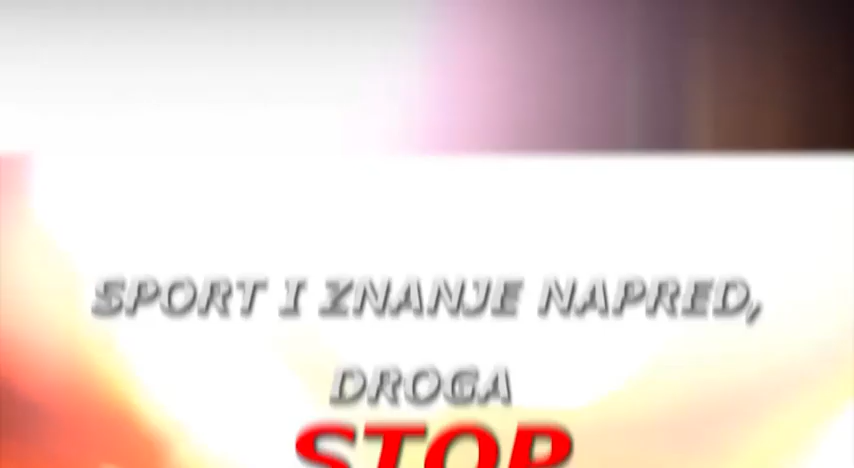 SPORT I ZNANJE NAPRED,
DROGA
STOP